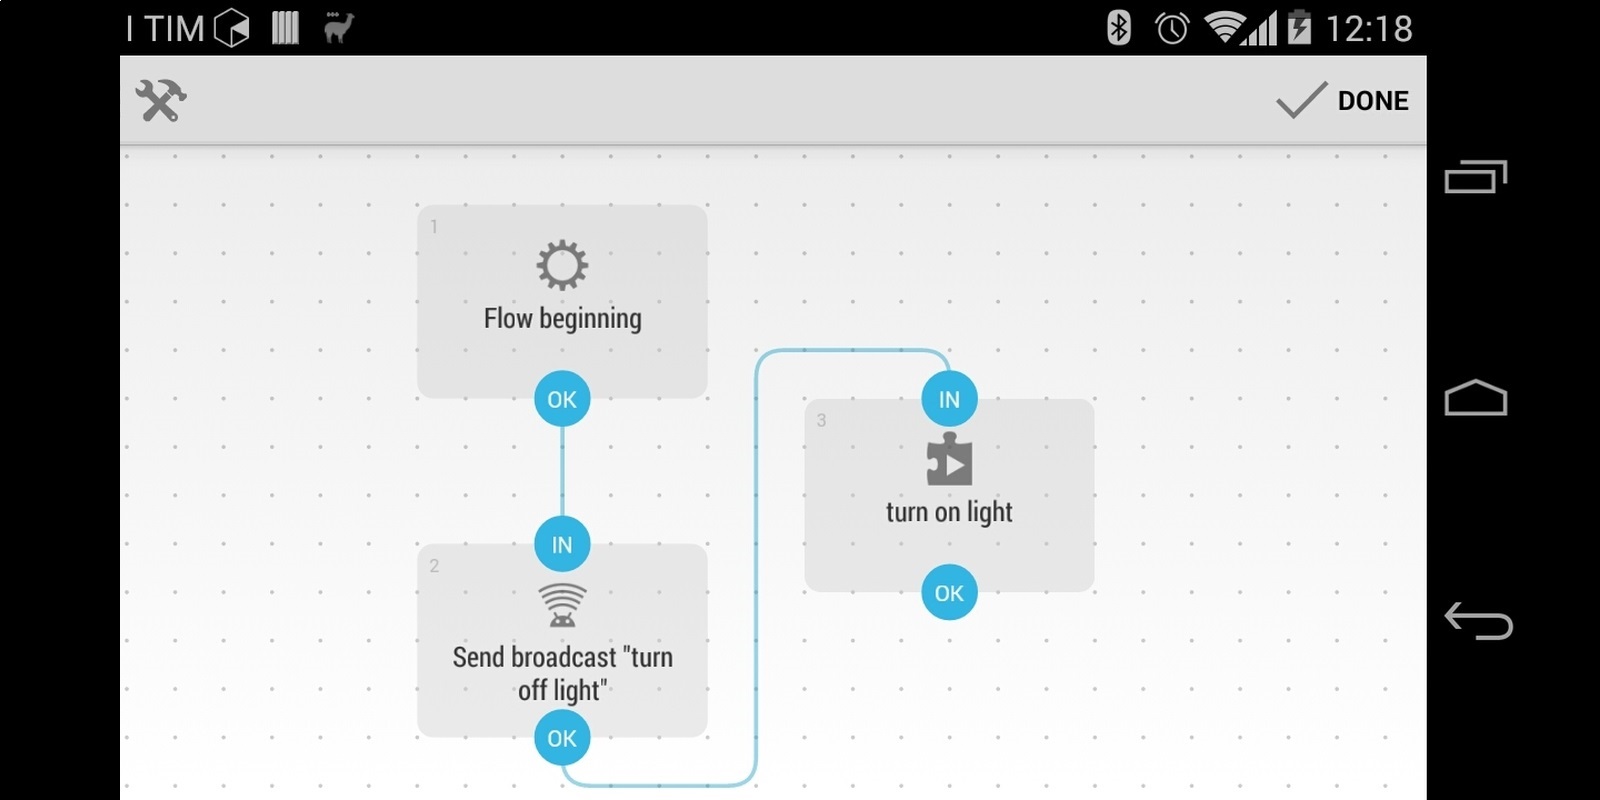 I TIM
12:18
DONE
1
Flow beginning
OK
IN
2
Send broadcast "turn
off light"
OK
IN
3
turn on light
OK